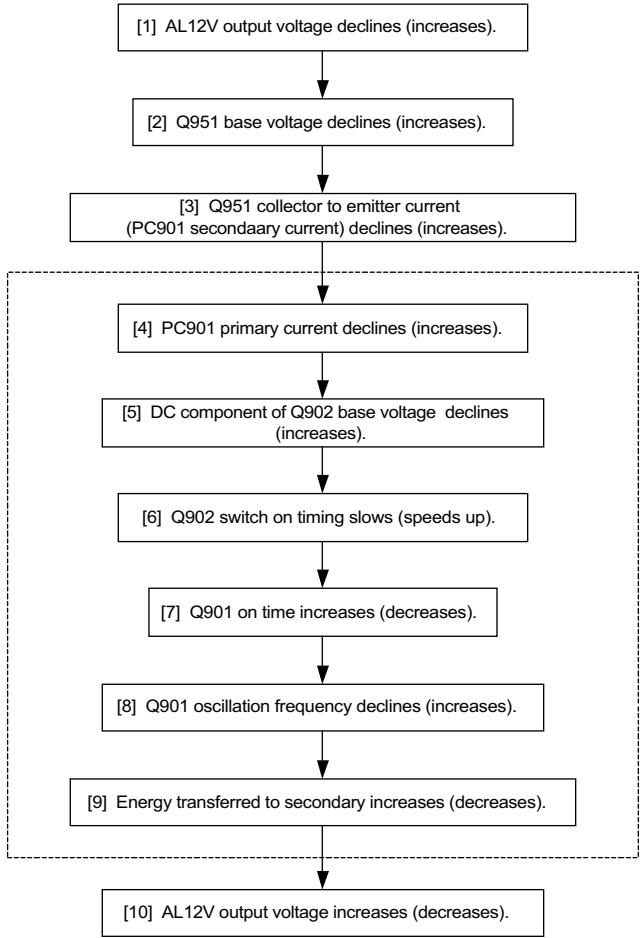 [1] AL12V output voltage declines (increases).
[2] Q951 base voltage declines (increases).
[3] Q951 collector to emitter current
(PC901 secondaary current) declines (increases).
[4] PC901 primary current declines (increases).
[5] DC component of Q902 base voltage declines
(increases).
[6] Q902 switch on timing slows (speeds up).
[7] Q901 on time increases (decreases).
[8] Q901 oscillation frequency declines (increases).
[9] Energy transferred to secondary increases (decreases).
[10] AL12V output voltage increases (decreases).